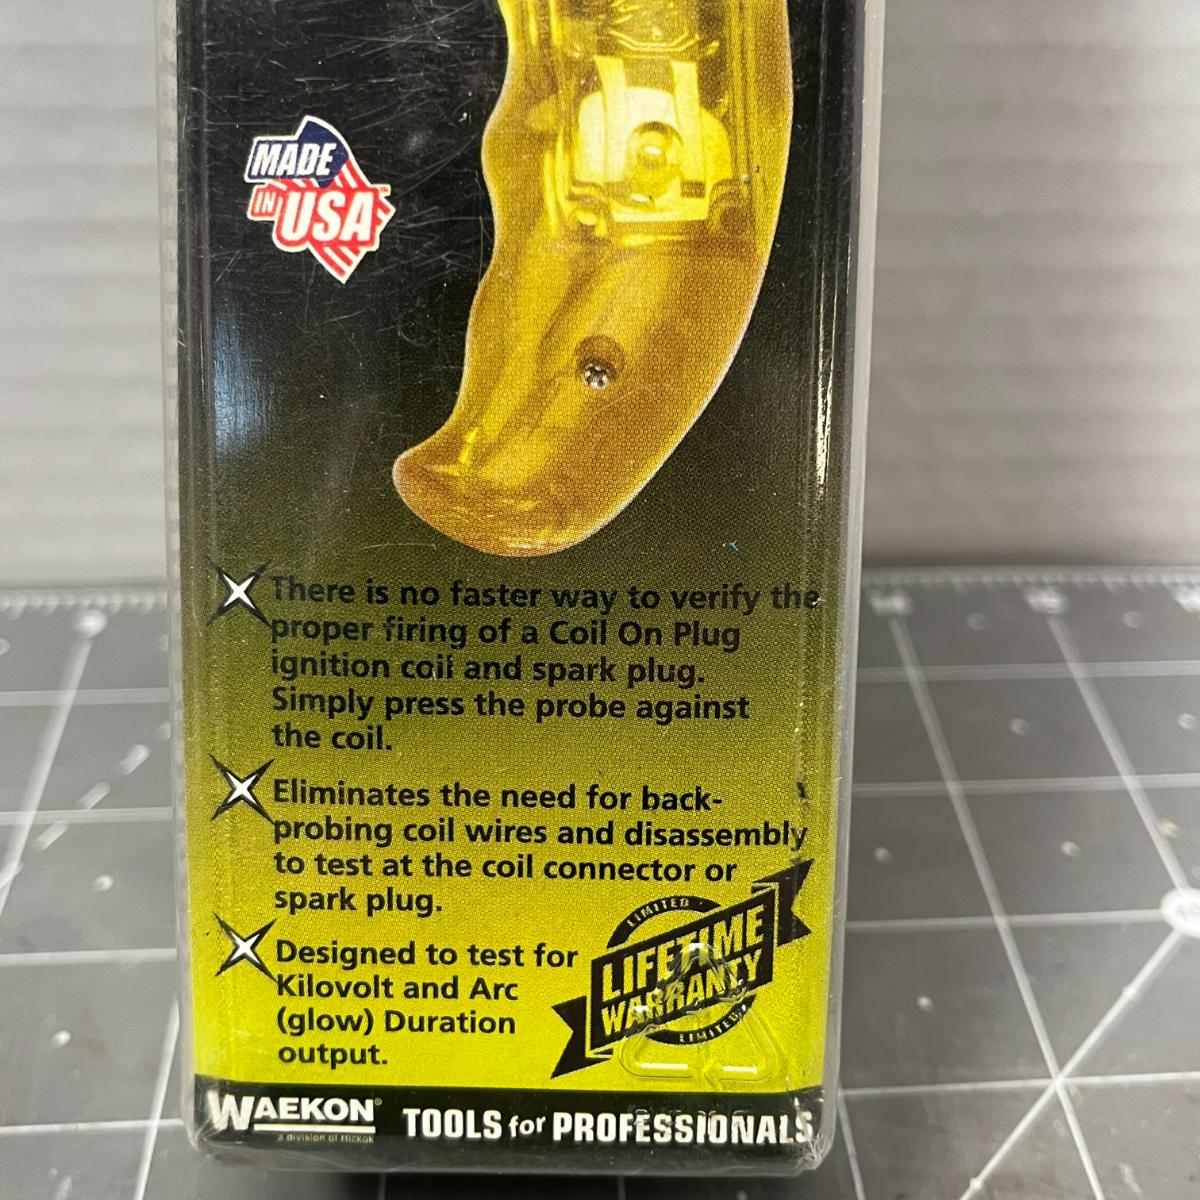 MADE
IN USA™
There is no faster way to verify the
proper firing of a Coil On Plug
ignition coil and spark plug.
Simply press the probe against
the coil.
Eliminates the need for back-
probing coil wires and disassembly
to test at the coil connector or
spark plug.
Designed to test for
Kilovolt and Arc
(glow) Duration
output.
LIMITED
LIFETIME
WARRANTY
LIMITED
WAEKON®
a division of Hickok
TOOLS for PROFESSIONALS